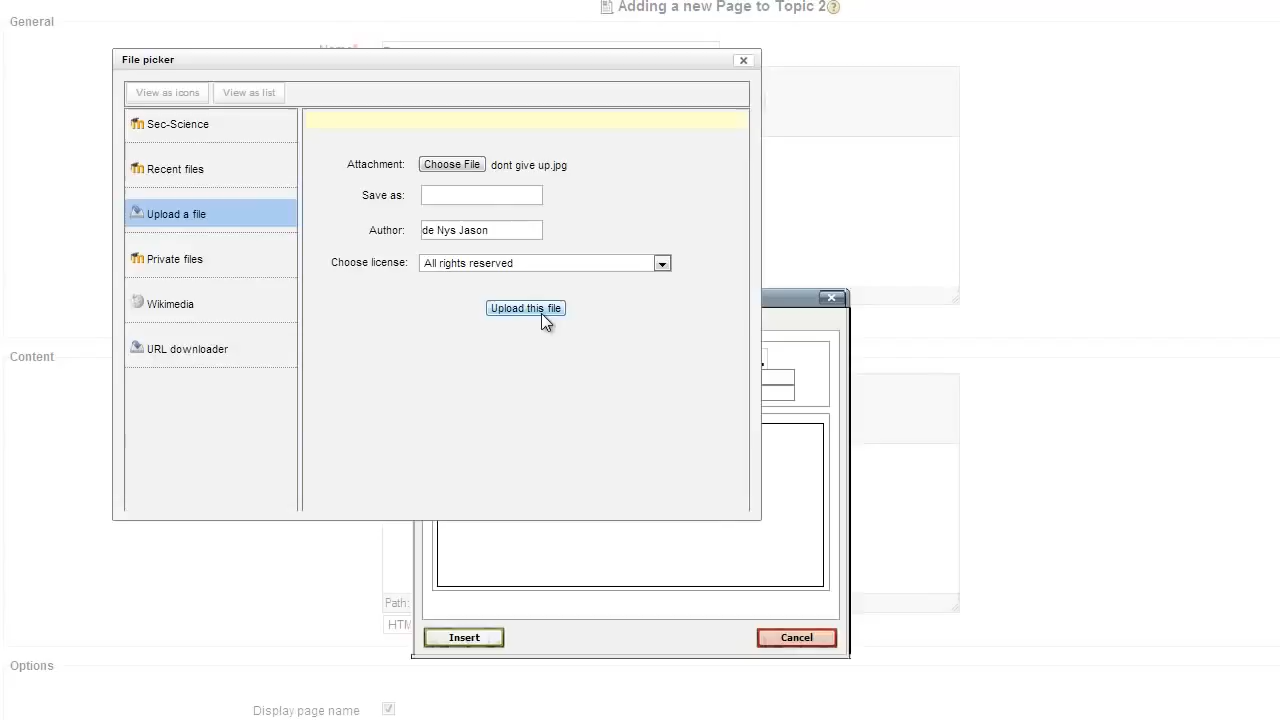 Adding a new Page to Topic 2
General
File picker
View as icons View as list
Sec-Science
Recent files
Upload a file
Private files
Wikimedia
URL downloader
Attachment: Choose File dont give up.jpg
Save as:
Author: de Nys Jason
Choose license: All rights reserved
Upload this file
Content
Path:
Insert Cancel
Options
Display page name